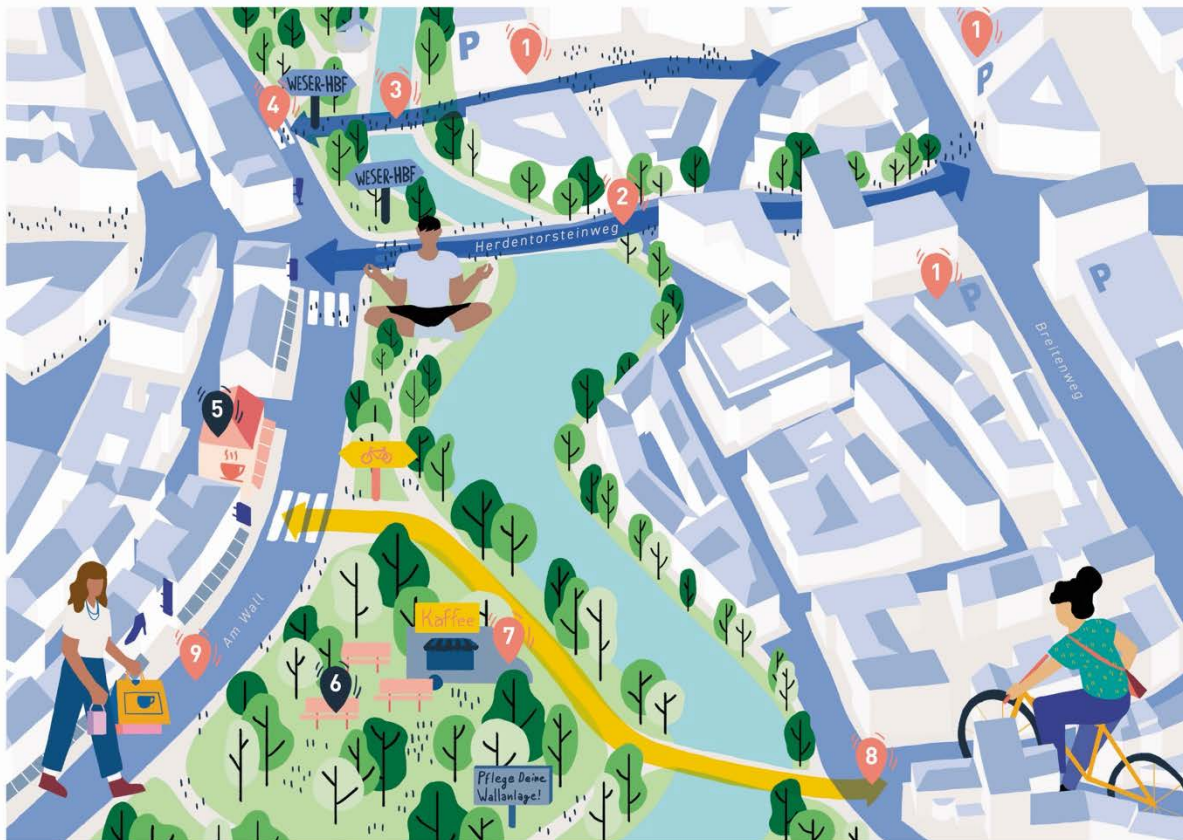 1
1
P
P
WESER-HBF
3
4
WESER-HBF
2
Herdentorsteinweg
1
P
P
Breitenweg
5
Kaffee
7
Am Wall
9
6
8
Pflege Deine
Wallanlage!